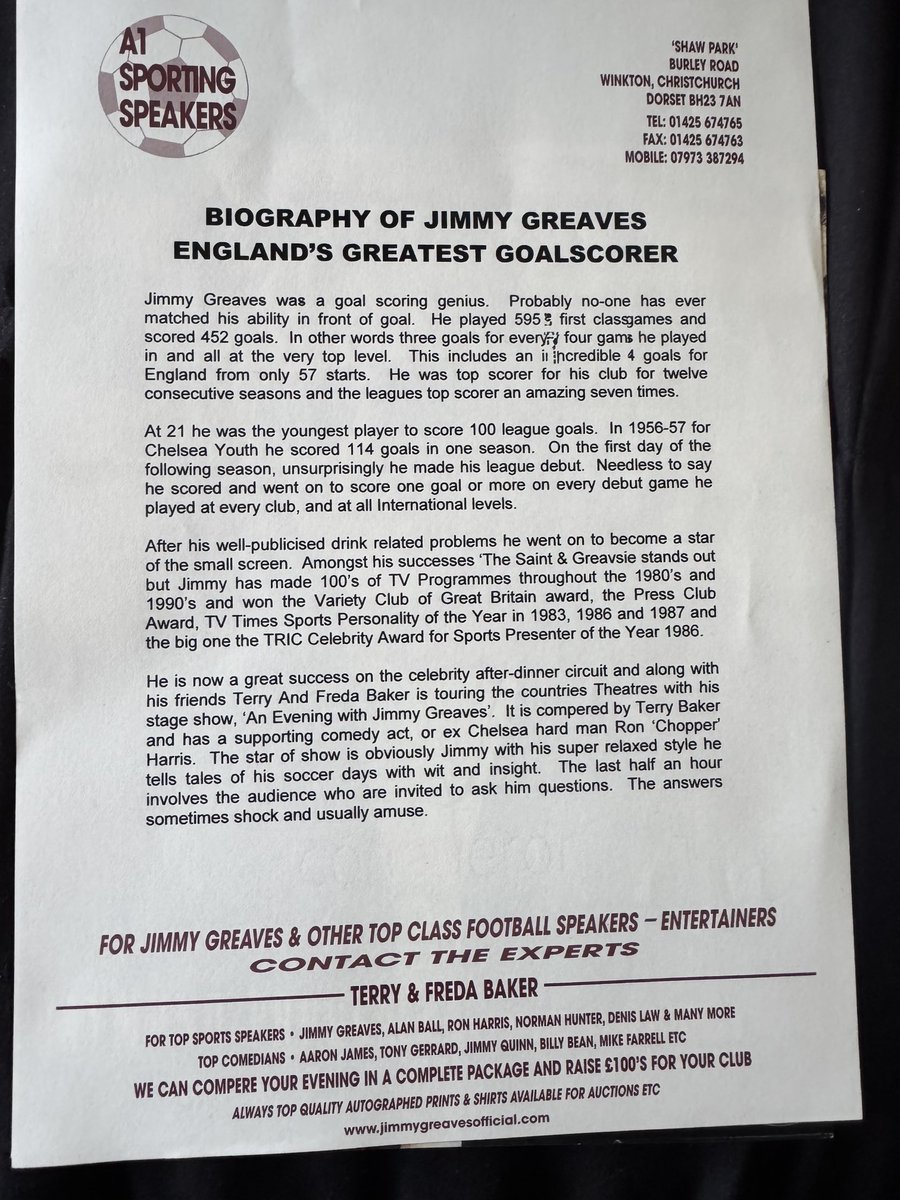 A1
SPORTING
SPEAKERS
'SHAW PARK'
BURLEY ROAD
WINKTON, CHRISTCHURCH
DORSET BH23 7AN
TEL: 01425 674765
FAX: 01425 674763
MOBILE: 07973 387294
BIOGRAPHY OF JIMMY GREAVES
ENGLAND'S GREATEST GOALSCORER
Jimmy Greaves was a goal scoring genius. Probably no-one has ever
matched his ability in front of goal. He played 595 first class games and
scored 452 goals. In other words three goals for every four game he played
in and all at the very top level. This includes an incredible 4 goals for
England from only 57 starts. He was top scorer for his club for twelve
consecutive seasons and the leagues top scorer an amazing seven times.
At 21 he was the youngest player to score 100 league goals. In 1956-57 for
Chelsea Youth he scored 114 goals in one season. On the first day of the
following season, unsurprisingly he made his league debut. Needless to say
he scored and went on to score one goal or more on every debut game he
played at every club, and at all International levels.
After his well-publicised drink related problems he went on to become a star
of the small screen. Amongst his successes 'The Saint & Greavsie stands out
but Jimmy has made 100's of TV Programmes throughout the 1980's and
1990's and won the Variety Club of Great Britain award, the Press Club
Award, TV Times Sports Personality of the Year in 1983, 1986 and 1987 and
the big one the TRIC Celebrity Award for Sports Presenter of the Year 1986.
He is now a great success on the celebrity after-dinner circuit and along with
his friends Terry And Freda Baker is touring the countries Theatres with his
stage show, 'An Evening with Jimmy Greaves'. It is compered by Terry Baker
and has a supporting comedy act, or ex Chelsea hard man Ron 'Chopper'
Harris. The star of show is obviously Jimmy with his super relaxed style he
tells tales of his soccer days with wit and insight. The last half an hour
involves the audience who are invited to ask him questions. The answers
sometimes shock and usually amuse.
FOR JIMMY GREAVES & OTHER TOP CLASS FOOTBALL SPEAKERS – ENTERTAINERS
CONTACT THE EXPERTS
TERRY & FREDA BAKER
FOR TOP SPORTS SPEAKERS • JIMMY GREAVES, ALAN BALL, RON HARRIS, NORMAN HUNTER, DENIS LAW & MANY MORE
TOP COMEDIANS • AARON JAMES, TONY GERRARD, JIMMY QUINN, BILLY BEAN, MIKE FARRELL ETC
WE CAN COMPERE YOUR EVENING IN A COMPLETE PACKAGE AND RAISE £100'S FOR YOUR CLUB
ALWAYS TOP QUALITY AUTOGRAPHED PRINTS & SHIRTS AVAILABLE FOR AUCTIONS ETC
www.jimmygreavesofficial.com